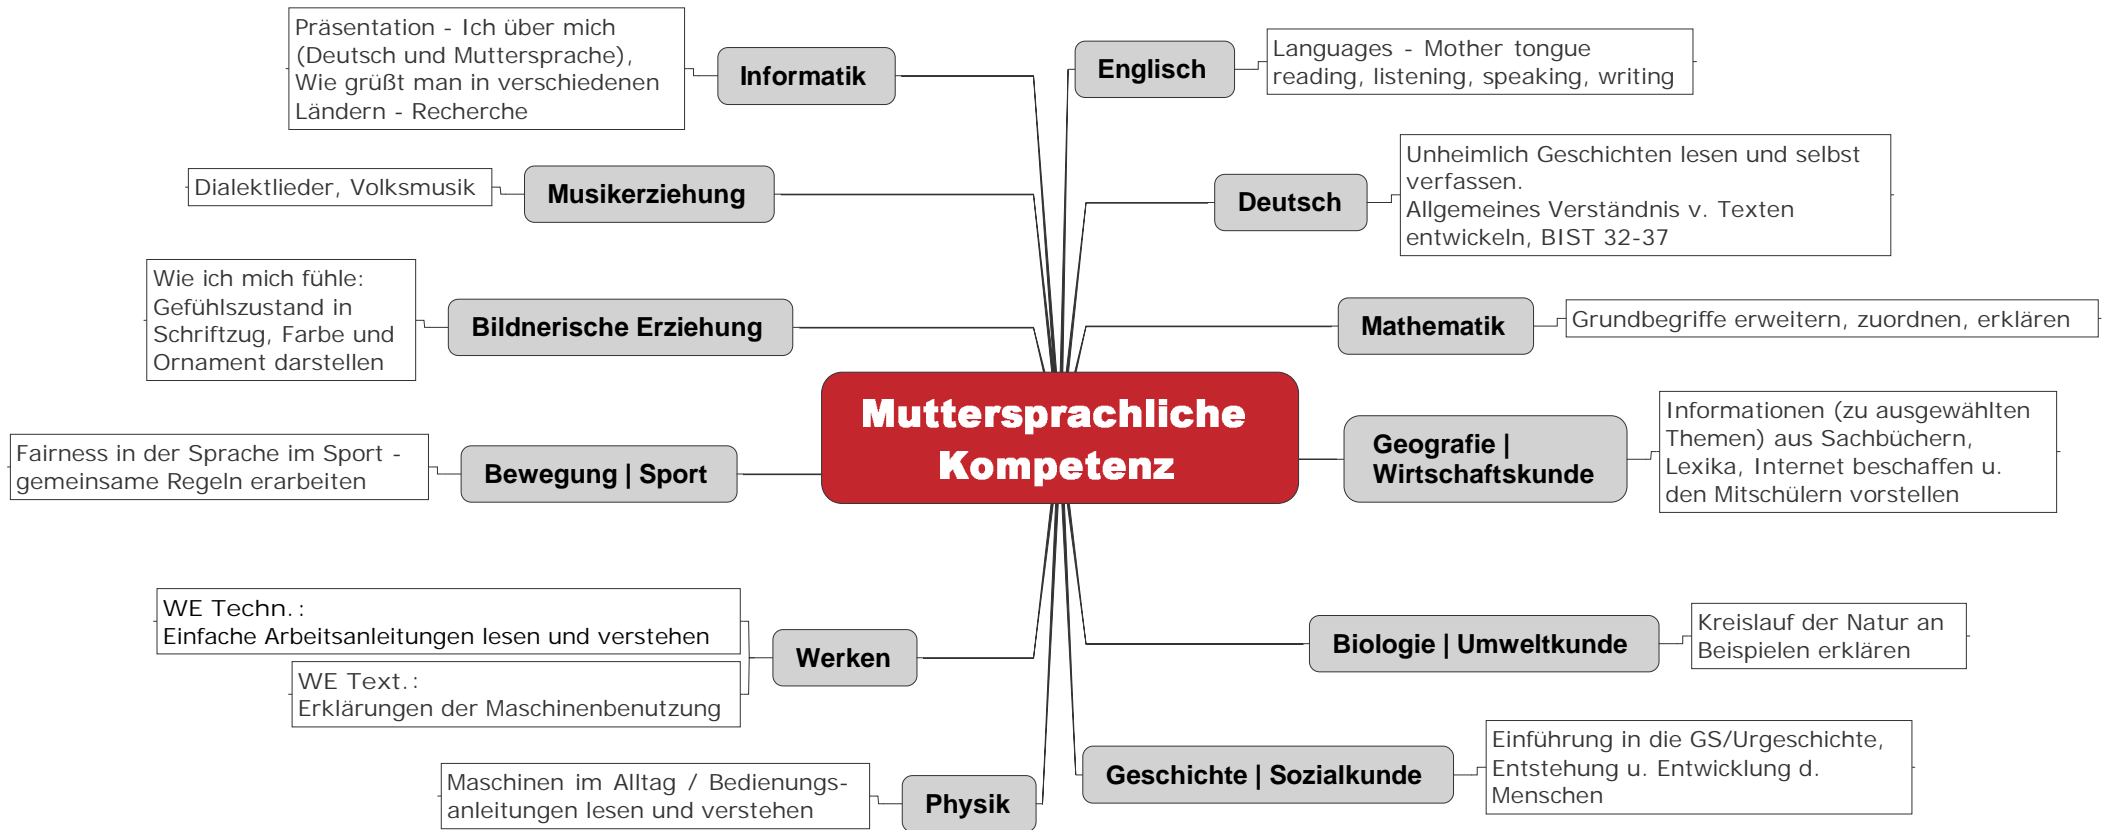 Präsentation - Ich über mich
(Deutsch und Muttersprache),
Wie grüßt man in verschiedenen
Ländern - Recherche
Informatik
Englisch
Languages - Mother tongue
reading, listening, speaking, writing
Dialektlieder, Volksmusik
Musikerziehung
Deutsch
Unheimlich Geschichten lesen und selbst
verfassen.
Allgemeines Verständnis v. Texten
entwickeln, BIST 32-37
Wie ich mich fühle:
Gefühlszustand in
Schriftzug, Farbe und
Ornament darstellen
Bildnerische Erziehung
Mathematik
Grundbegriffe erweitern, zuordnen, erklären
Muttersprachliche
Kompetenz
Fairness in der Sprache im Sport -
gemeinsame Regeln erarbeiten
Bewegung | Sport
Geografie |
Wirtschaftskunde
Informationen (zu ausgewählten
Themen) aus Sachbüchern,
Lexika, Internet beschaffen u.
den Mitschülern vorstellen
WE Techn.:
Einfache Arbeitsanleitungen lesen und verstehen
WE Text.:
Erklärungen der Maschinenbenutzung
Werken
Biologie | Umweltkunde
Kreislauf der Natur an
Beispielen erklären
Maschinen im Alltag / Bedienungs-
anleitungen lesen und verstehen
Physik
Geschichte | Sozialkunde
Einführung in die GS/Urgeschichte,
Entstehung u. Entwicklung d.
Menschen